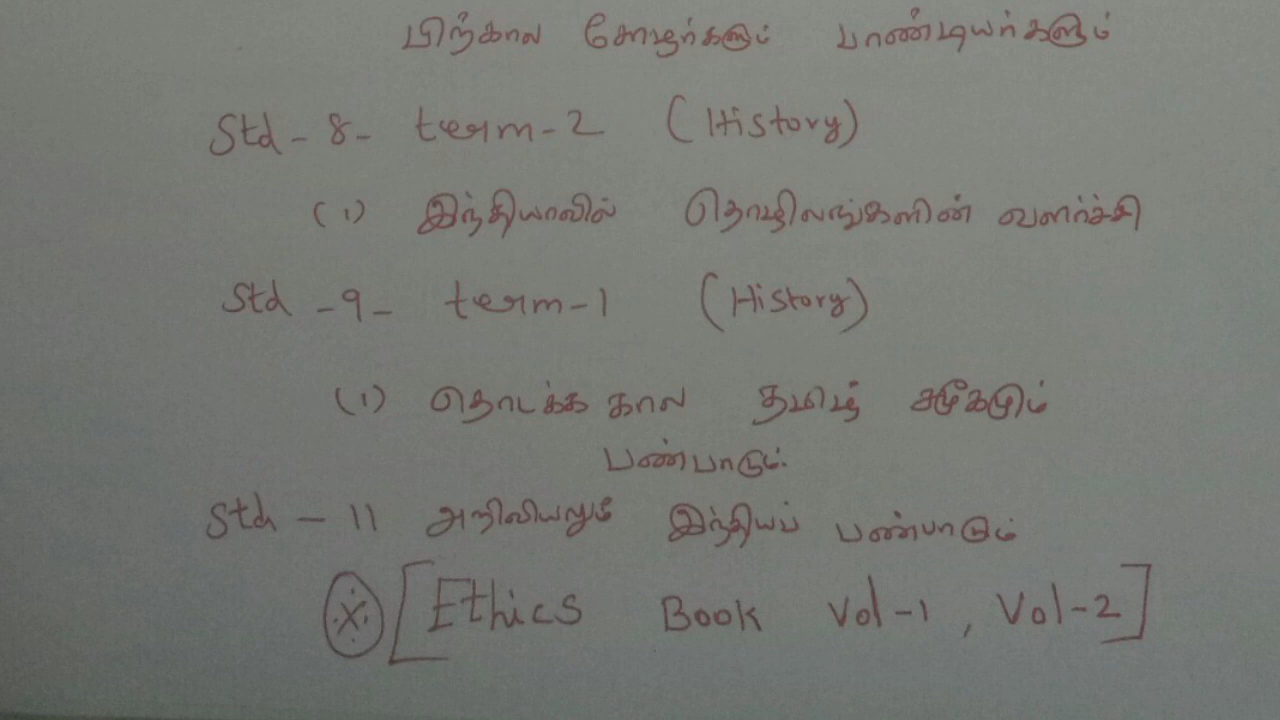 பிற்கால சோழர்களும் பாண்டியர்களும்
Std - 8 - term - 2 (History)
(1) இந்தியாவில் தொழிலகங்களின் வளர்ச்சி
Std - 9 - term - 1 (History)
(1) தொடக்க கால தமிழ் சமூகமும்
பண்பாடும்
Std - 11 அறிவியலும் இந்தியப் பண்பாடும்
[Ethics Book Vol-1, Vol-2]